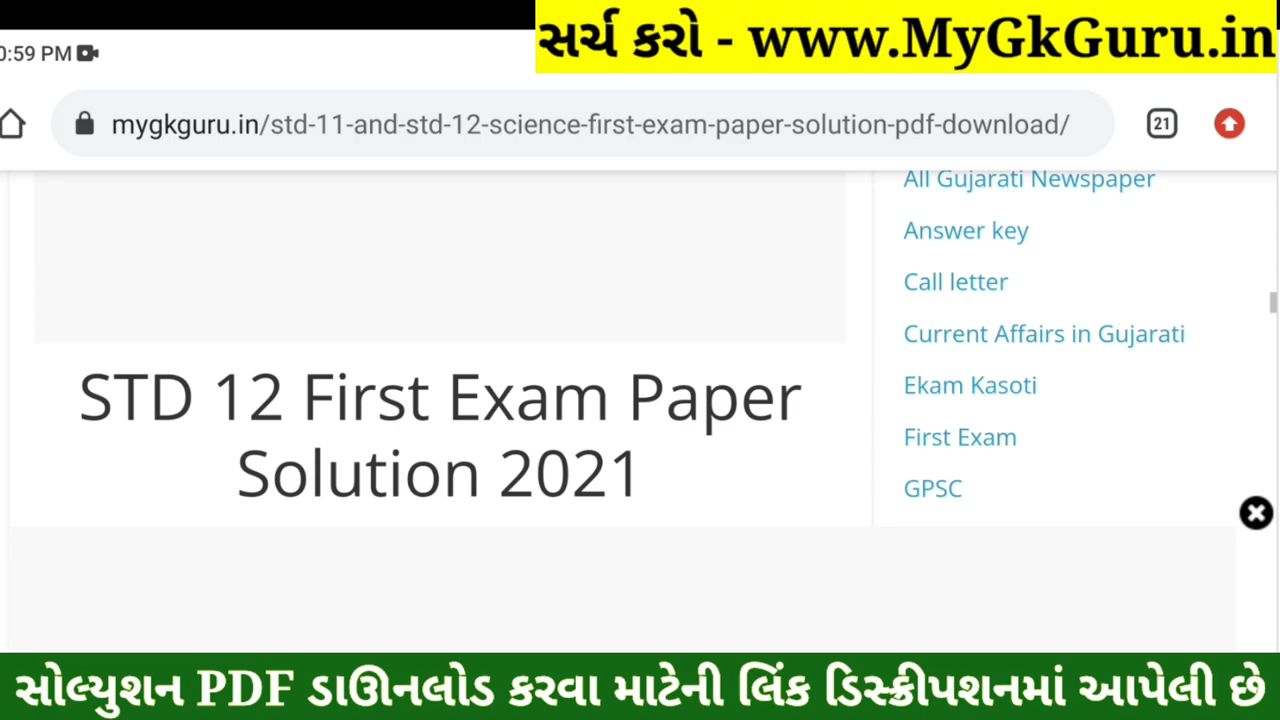 સર્ચ કરો - www.MyGkGuru.in
0:59 PM
mygkguru.in/std-11-and-std-12-science-first-exam-paper-solution-pdf-download/
21
All Gujarati Newspaper
Answer key
Call letter
Current Affairs in Gujarati
Ekam Kasoti
First Exam
GPSC
STD 12 First Exam Paper
Solution 2021
સોલ્યુશન PDF ડાઊનલોડ કરવા માટેની લિંક ડિસ્ક્રીપશનમાં આપેલી છે